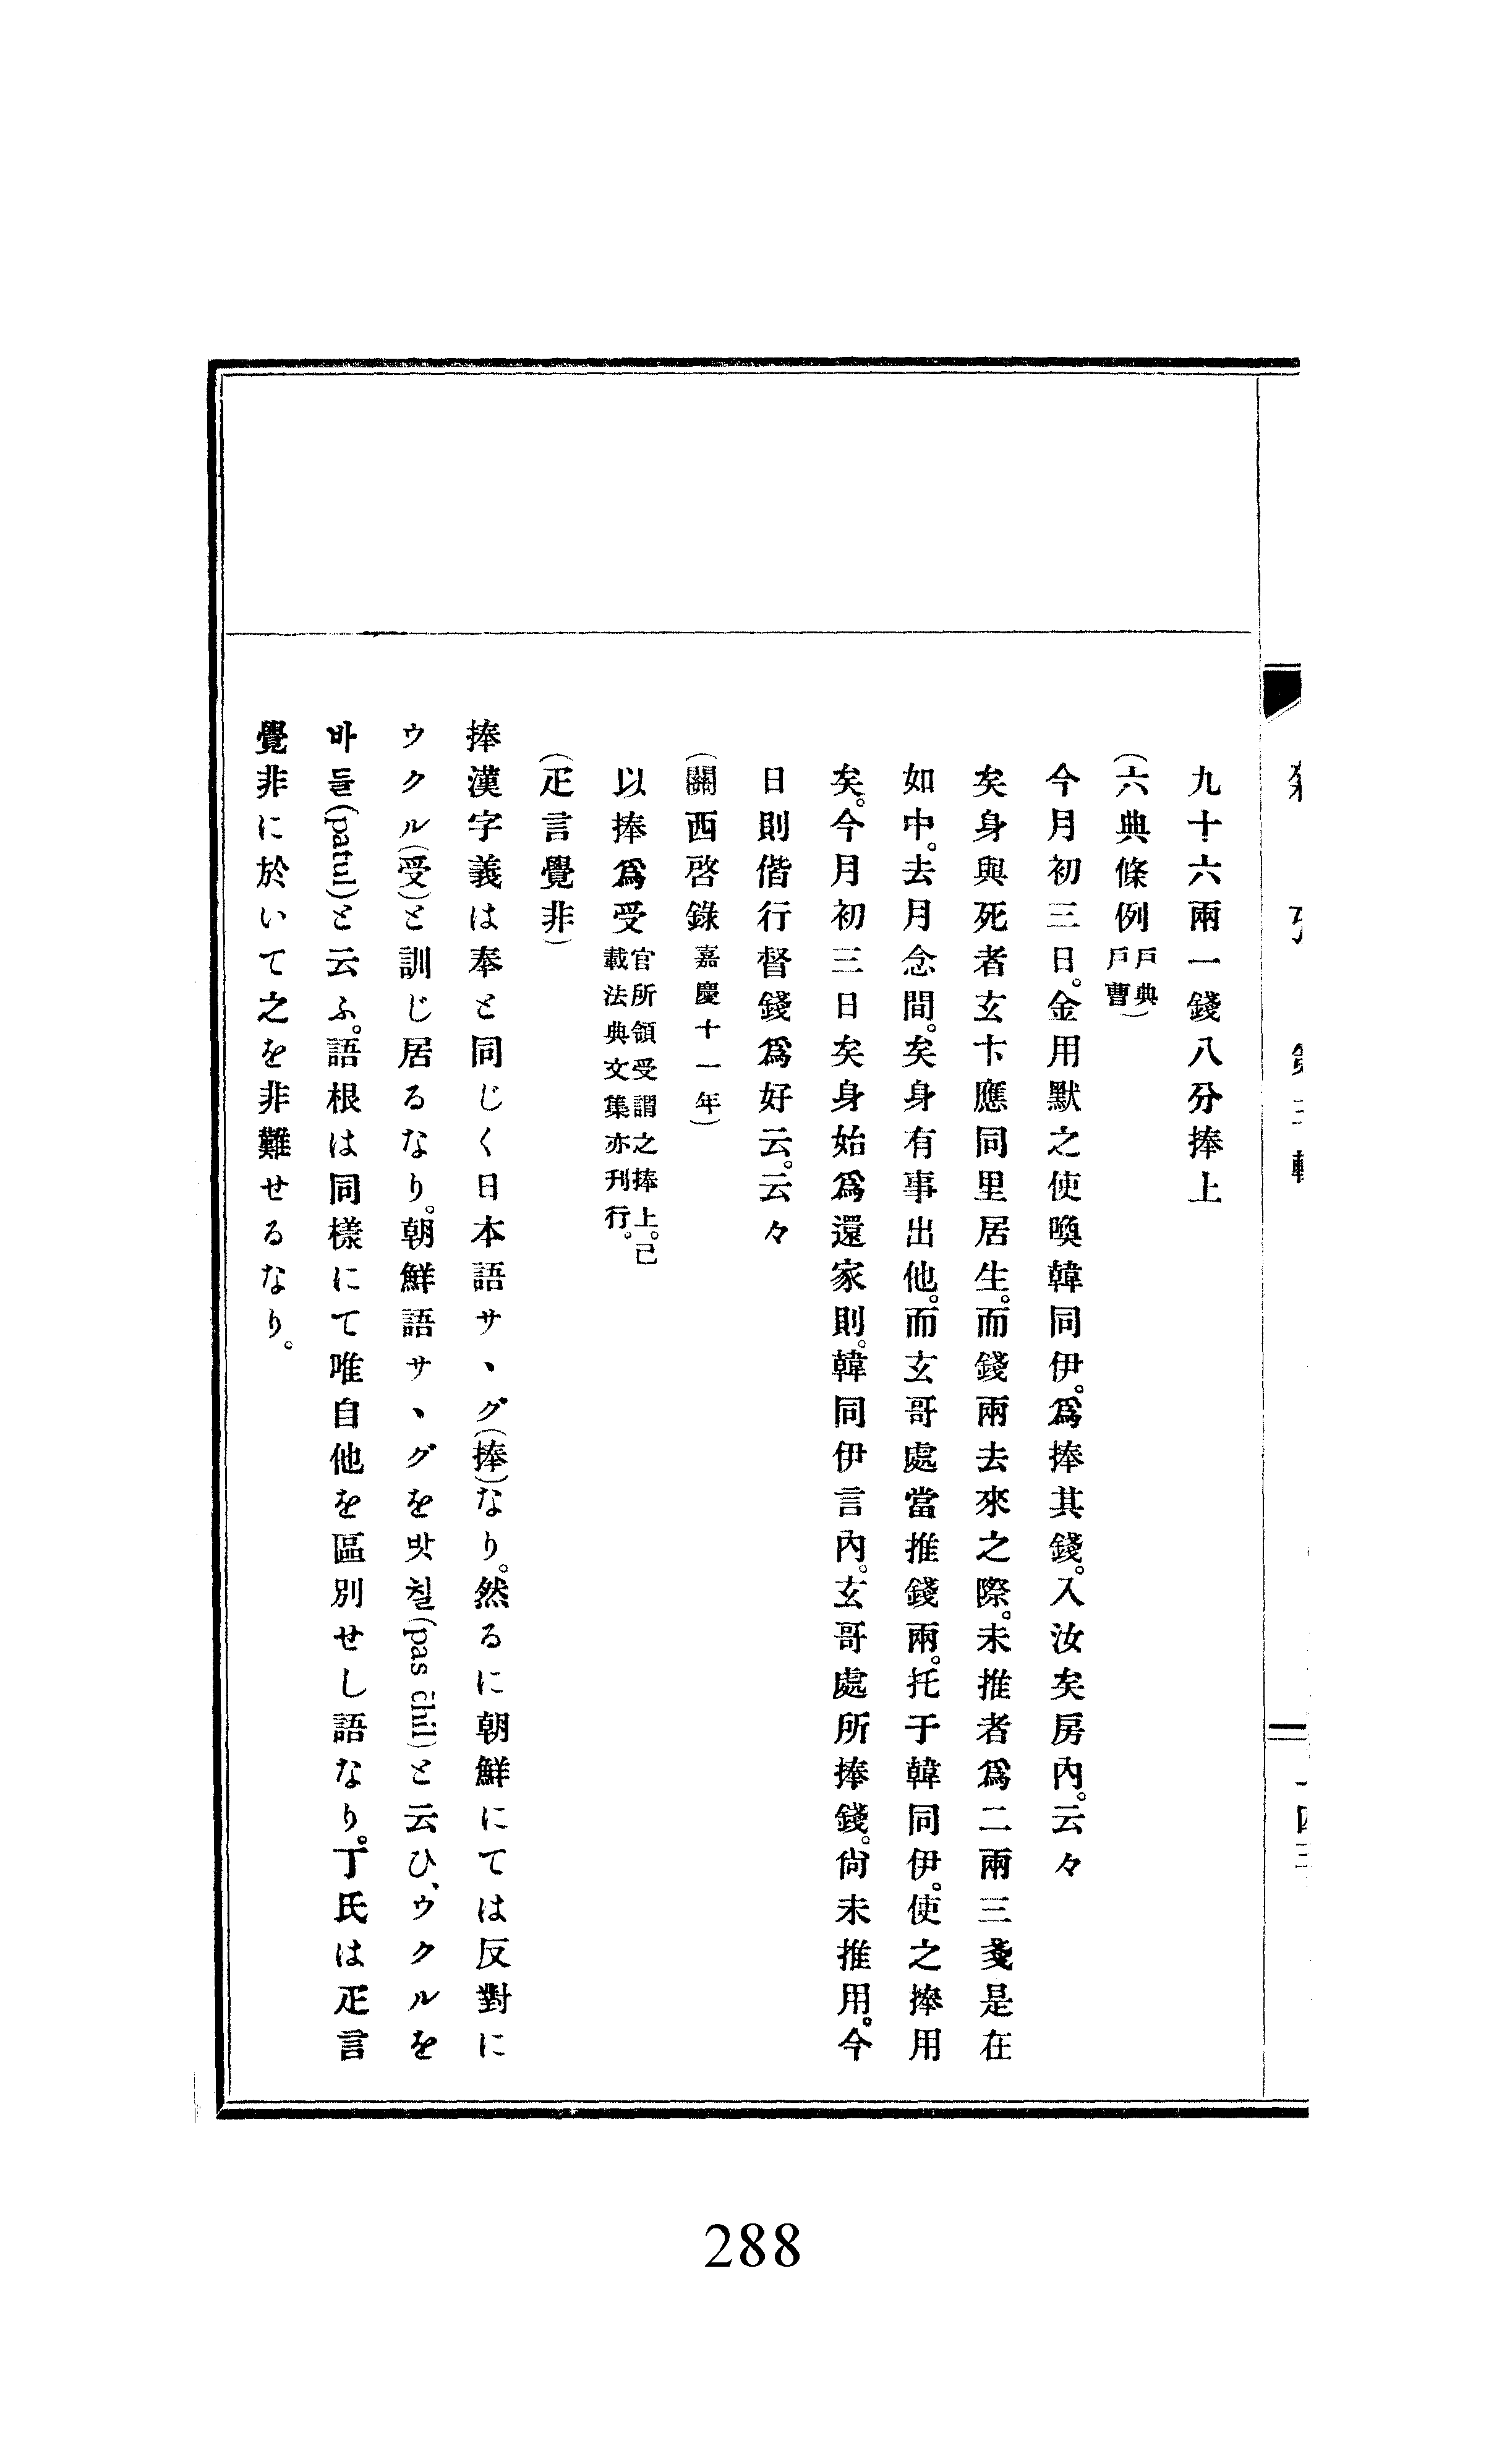 九十六兩一錢八分捧上
(六典條例戶典戶曹)
今月初三日。金用默之使喚韓同伊。爲捧其錢。入汝矣房內。云々
矣身與死者玄卞應同里居生。而錢兩去來之際。未推者爲二兩三戔是在
如中。去月念間。矣身有事出他。而玄哥處當推錢兩。托于韓同伊。使之捧用
矣。今月初三日矣身始爲還家則。韓同伊言內。玄哥處所捧錢。尙未推用。今
日則偕行督錢爲好云。云々
(關西啓錄嘉慶十一年)
以捧爲受官所領受謂之捧上。已載法典文集亦刊行。
(疋言覺非)
捧漢字義は奉と同じく日本語サヽグ(捧)なり。然るに朝鮮にては反對に
ウクル(受)と訓じ居るなり。朝鮮語サヽグを밧칠(pas čhil)と云ひ、ウクルを
바들(patul)と云ふ。語根は同樣にて唯自他を區別せし語なり。丁氏は疋言
覺非に於いて之を非難せるなり。
288